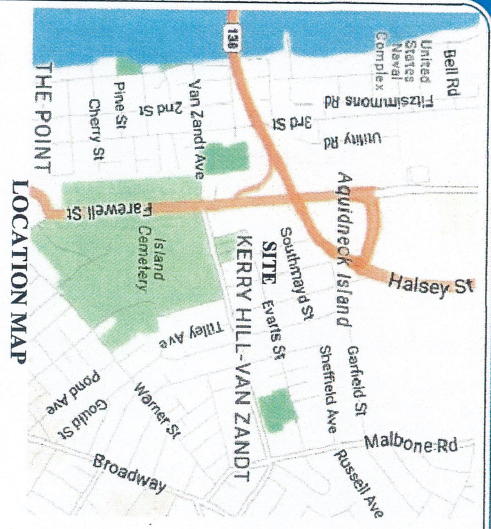 Bell Rd
United
States
Naval
Complex
Fitzsimmons Rd
Utility Rd
3rd St
138
Van Zandt Ave
2nd St
Pine St
Cherry St
THE POINT
Aquidneck Island
Halsey St
Farewell St
Island
Cemetery
KERRY HILL-VAN ZANDT
SITE
Southmayd St
Evarts St
Garfield St
Sheffield Ave
Malbone Rd
Russell Ave
Tilley Ave
Warner St
Pond Ave
Gould St
Broadway
LOCATION MAP